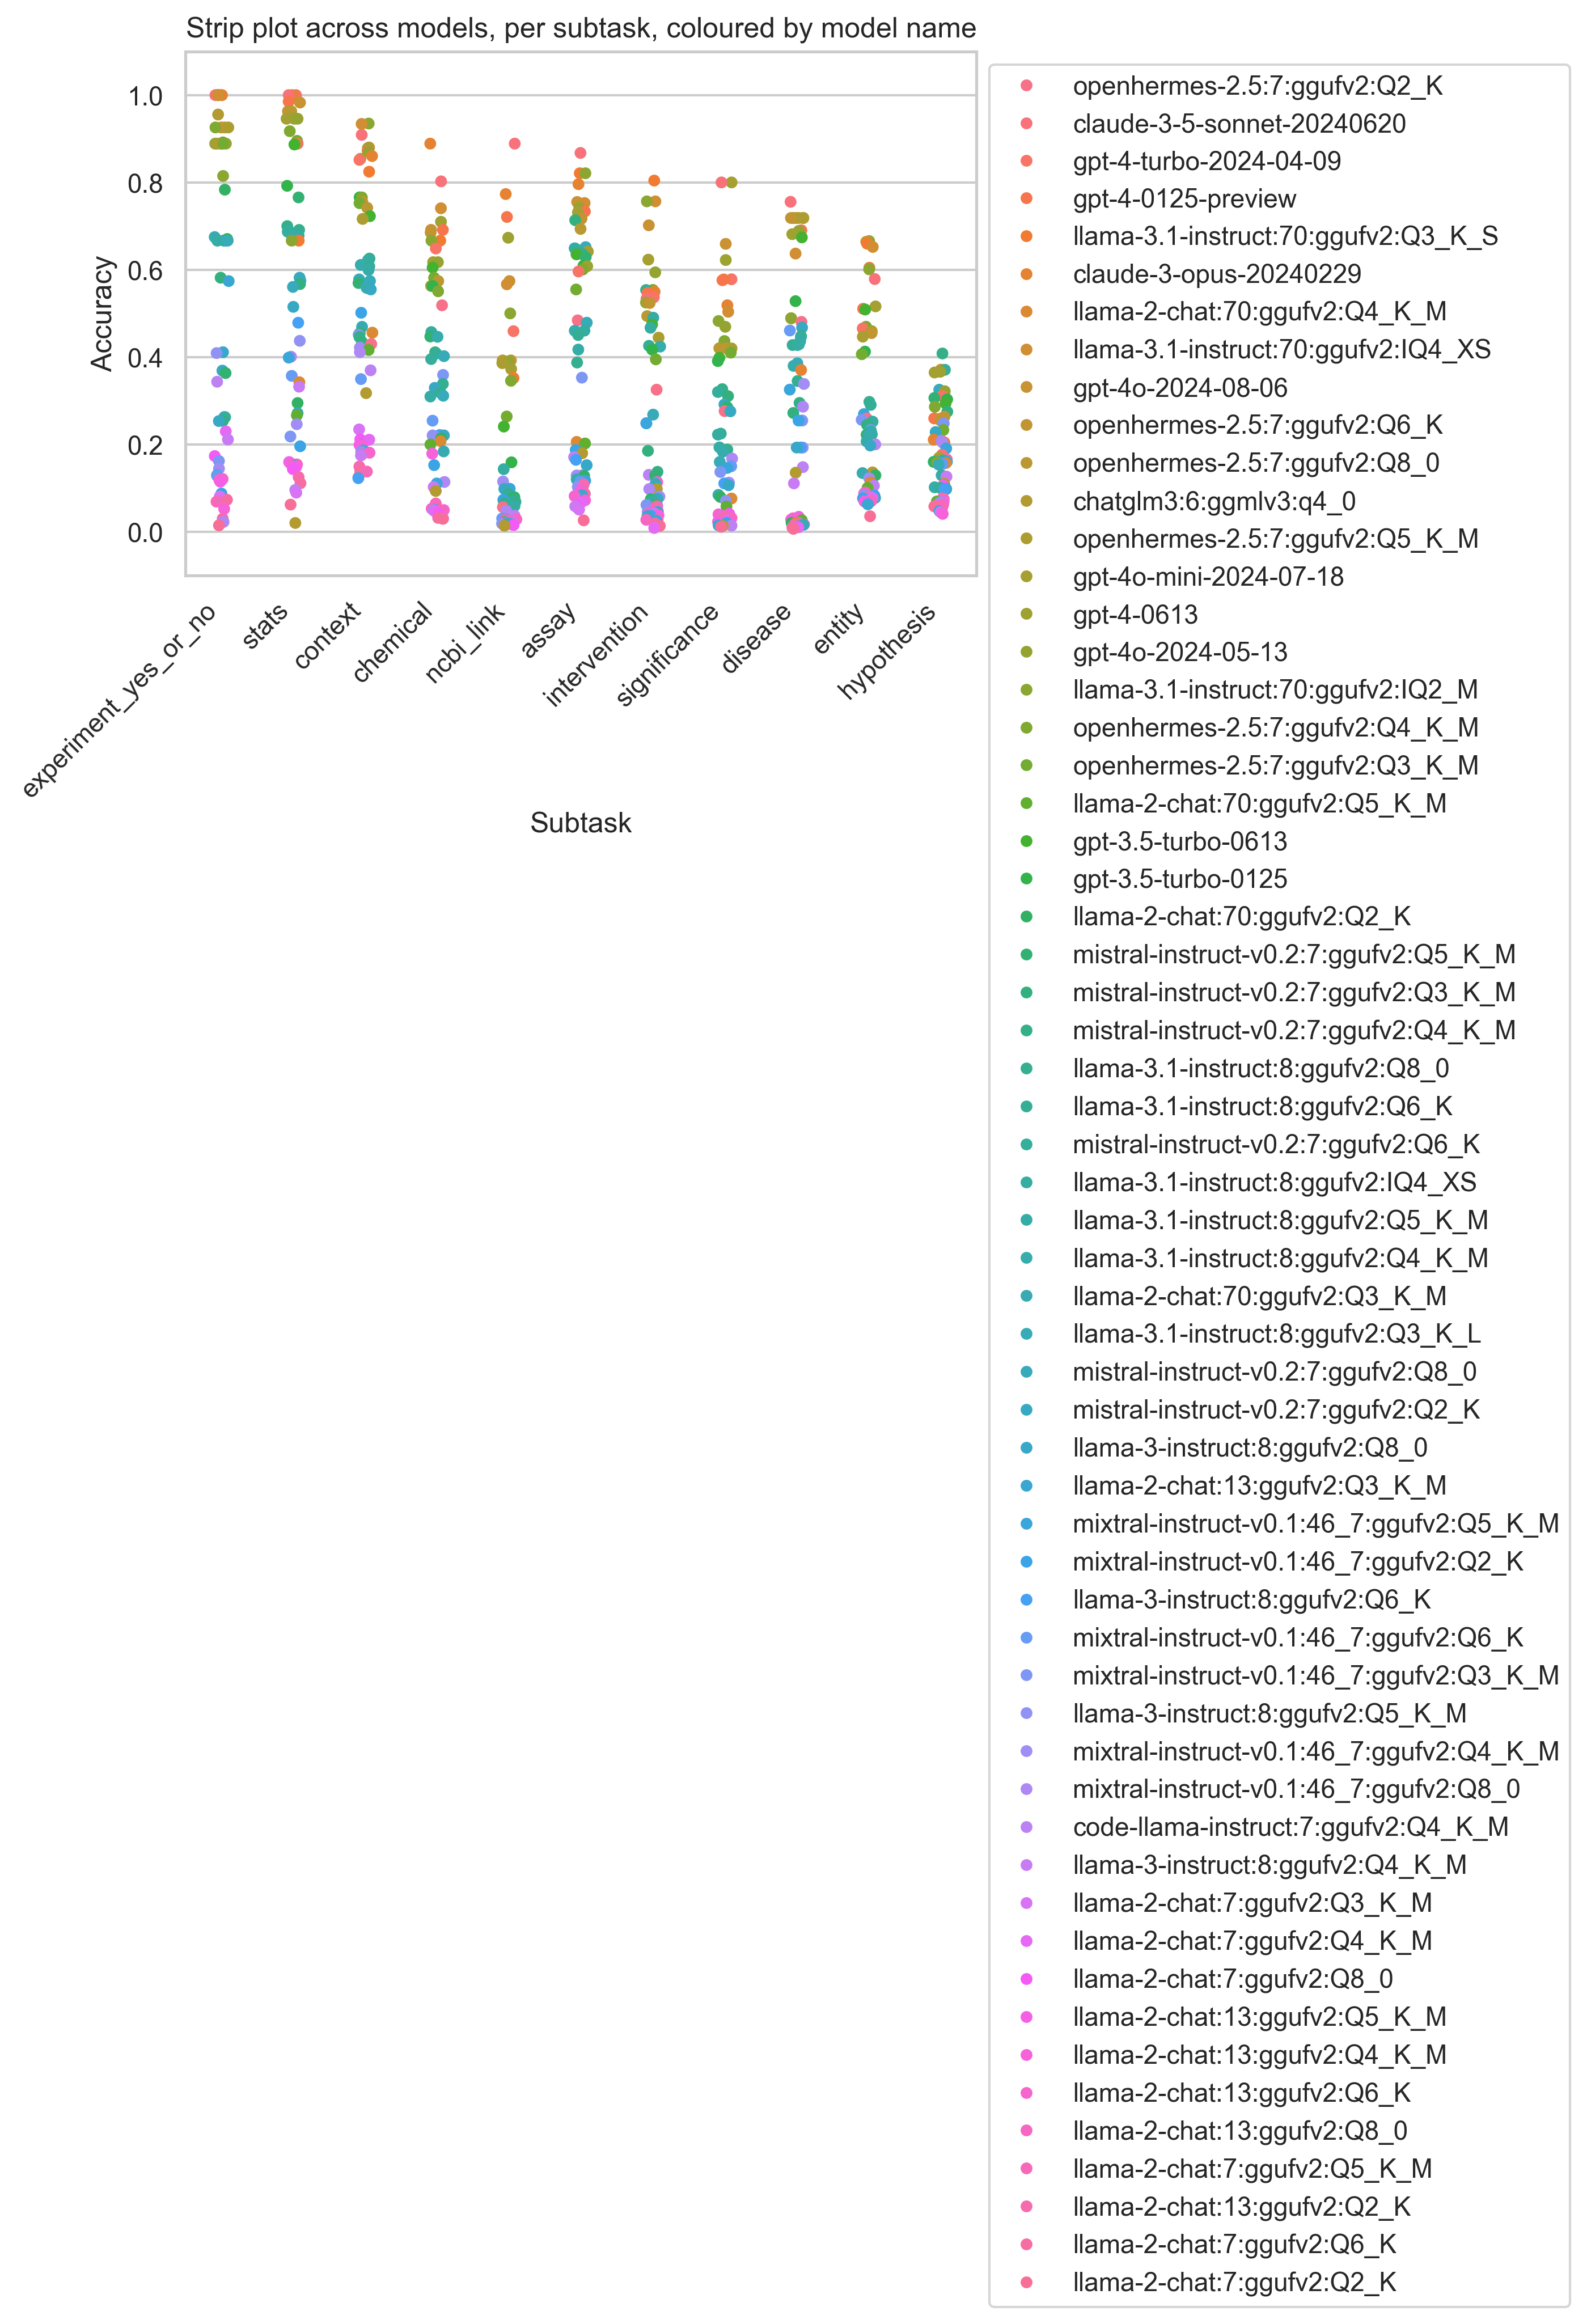 Strip plot across models, per subtask, coloured by model name
1.0
0.8
0.6
0.4
0.2
0.0
Accuracy
experiment_yes_or_no
stats
context
chemical
ncbi_link
assay
intervention
significance
disease
entity
hypothesis
Subtask
openhermes-2.5:7:ggufv2:Q2_K
claude-3-5-sonnet-20240620
gpt-4-turbo-2024-04-09
gpt-4-0125-preview
llama-3.1-instruct:70:ggufv2:Q3_K_S
claude-3-opus-20240229
llama-2-chat:70:ggufv2:Q4_K_M
llama-3.1-instruct:70:ggufv2:IQ4_XS
gpt-4o-2024-08-06
openhermes-2.5:7:ggufv2:Q6_K
openhermes-2.5:7:ggufv2:Q8_0
chatglm3:6:ggmlv3:q4_0
openhermes-2.5:7:ggufv2:Q5_K_M
gpt-4o-mini-2024-07-18
gpt-4-0613
gpt-4o-2024-05-13
llama-3.1-instruct:70:ggufv2:IQ2_M
openhermes-2.5:7:ggufv2:Q4_K_M
openhermes-2.5:7:ggufv2:Q3_K_M
llama-2-chat:70:ggufv2:Q5_K_M
gpt-3.5-turbo-0613
gpt-3.5-turbo-0125
llama-2-chat:70:ggufv2:Q2_K
mistral-instruct-v0.2:7:ggufv2:Q5_K_M
mistral-instruct-v0.2:7:ggufv2:Q3_K_M
mistral-instruct-v0.2:7:ggufv2:Q4_K_M
llama-3.1-instruct:8:ggufv2:Q8_0
llama-3.1-instruct:8:ggufv2:Q6_K
mistral-instruct-v0.2:7:ggufv2:Q6_K
llama-3.1-instruct:8:ggufv2:IQ4_XS
llama-3.1-instruct:8:ggufv2:Q5_K_M
llama-3.1-instruct:8:ggufv2:Q4_K_M
llama-2-chat:70:ggufv2:Q3_K_M
llama-3.1-instruct:8:ggufv2:Q3_K_L
mistral-instruct-v0.2:7:ggufv2:Q8_0
mistral-instruct-v0.2:7:ggufv2:Q2_K
llama-3-instruct:8:ggufv2:Q8_0
llama-2-chat:13:ggufv2:Q3_K_M
mixtral-instruct-v0.1:46_7:ggufv2:Q5_K_M
mixtral-instruct-v0.1:46_7:ggufv2:Q2_K
llama-3-instruct:8:ggufv2:Q6_K
mixtral-instruct-v0.1:46_7:ggufv2:Q6_K
mixtral-instruct-v0.1:46_7:ggufv2:Q3_K_M
llama-3-instruct:8:ggufv2:Q5_K_M
mixtral-instruct-v0.1:46_7:ggufv2:Q4_K_M
mixtral-instruct-v0.1:46_7:ggufv2:Q8_0
code-llama-instruct:7:ggufv2:Q4_K_M
llama-3-instruct:8:ggufv2:Q4_K_M
llama-2-chat:7:ggufv2:Q3_K_M
llama-2-chat:7:ggufv2:Q4_K_M
llama-2-chat:7:ggufv2:Q8_0
llama-2-chat:13:ggufv2:Q5_K_M
llama-2-chat:13:ggufv2:Q4_K_M
llama-2-chat:13:ggufv2:Q6_K
llama-2-chat:13:ggufv2:Q8_0
llama-2-chat:7:ggufv2:Q5_K_M
llama-2-chat:13:ggufv2:Q2_K
llama-2-chat:7:ggufv2:Q6_K
llama-2-chat:7:ggufv2:Q2_K